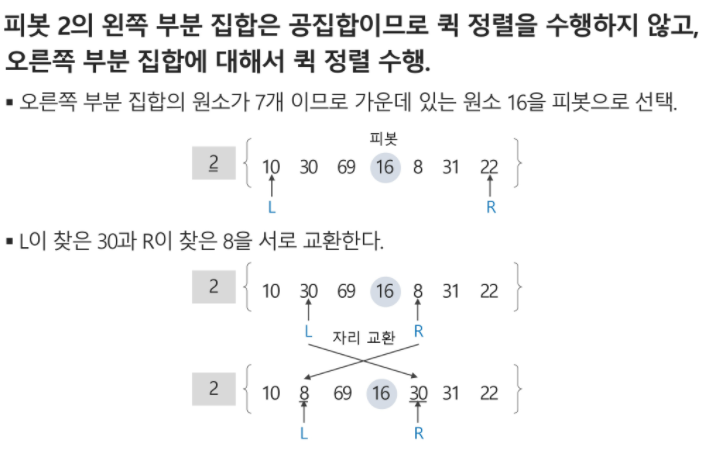 피봇 2의 왼쪽 부분 집합은 공집합이므로 퀵 정렬을 수행하지 않고,
오른쪽 부분 집합에 대해서 퀵 정렬 수행.
▪ 오른쪽 부분 집합의 원소가 7개 이므로 가운데 있는 원소 16을 피봇으로 선택.
피봇
2 { 10 30 69 16 8 31 22 }
L R
▪ L이 찾은 30과 R이 찾은 8을 서로 교환한다.
2 { 10 30 69 16 8 31 22 }
L 자리 교환 R
2 { 10 8 69 16 30 31 22 }
L R